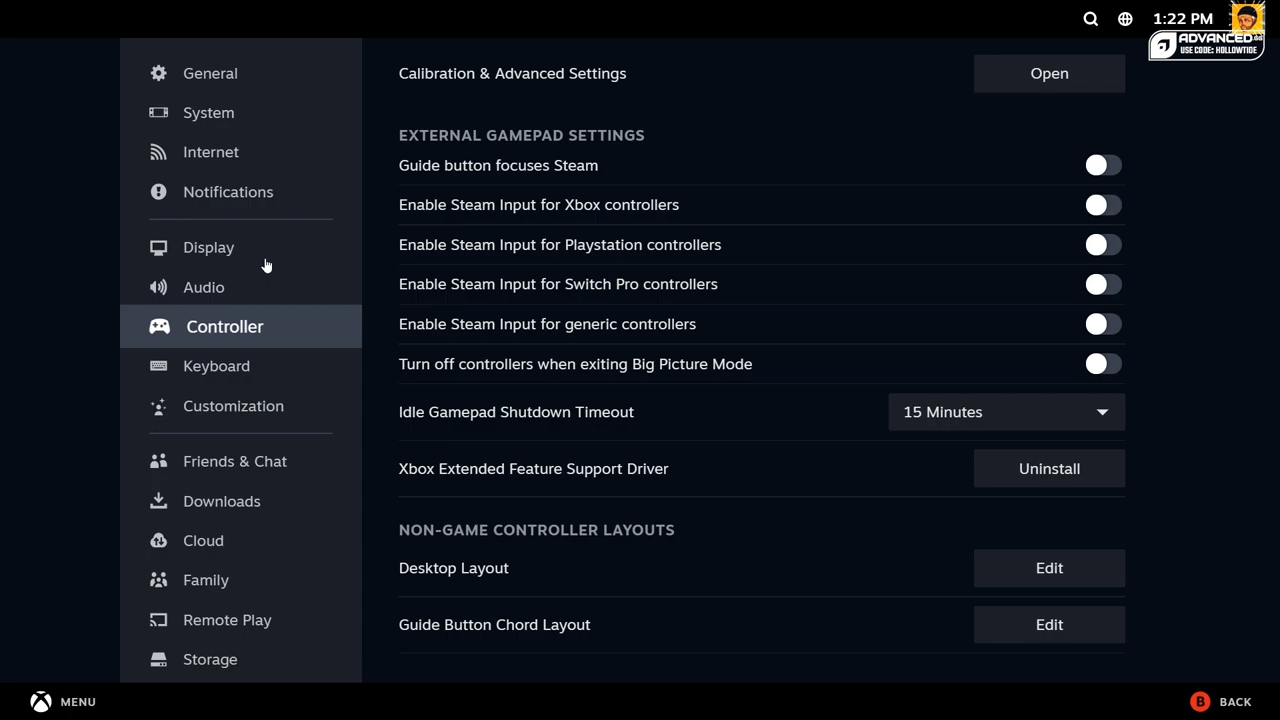 1:22 PM
ADVANCED.GG
USE CODE: HOLLOWTIDE
General
System
Internet
Notifications
Display
Audio
Controller
Keyboard
Customization
Friends & Chat
Downloads
Cloud
Family
Remote Play
Storage
Calibration & Advanced Settings
Open
EXTERNAL GAMEPAD SETTINGS
Guide button focuses Steam
Enable Steam Input for Xbox controllers
Enable Steam Input for Playstation controllers
Enable Steam Input for Switch Pro controllers
Enable Steam Input for generic controllers
Turn off controllers when exiting Big Picture Mode
Idle Gamepad Shutdown Timeout
15 Minutes
Xbox Extended Feature Support Driver
Uninstall
NON-GAME CONTROLLER LAYOUTS
Desktop Layout
Edit
Guide Button Chord Layout
Edit
MENU
B BACK